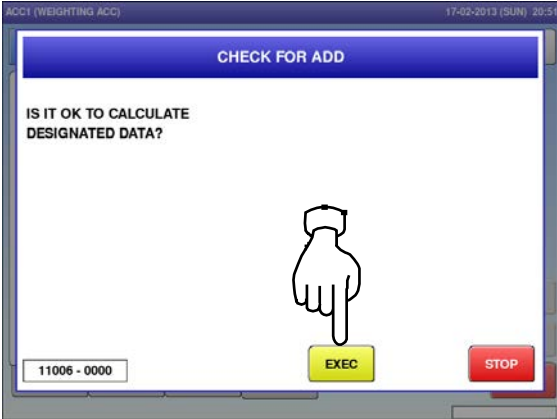 ACC1 (WEIGHTING ACC) 17-02-2013 (SUN) 20:51
CHECK FOR ADD
IS IT OK TO CALCULATE
DESIGNATED DATA?
11006 - 0000
EXEC
STOP